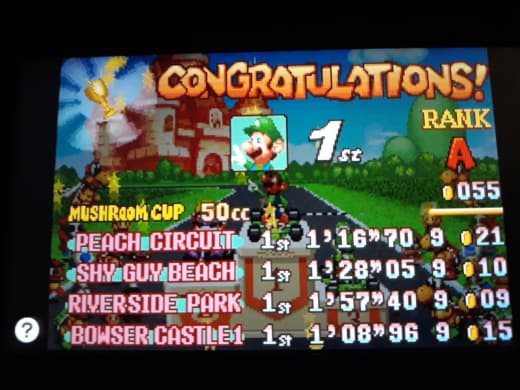 CONGRATULATIONS!
RANK
1st
A
055
MUSHROOM CUP 50cc
PEACH CIRCUIT 1st 1'16"70 9 21
SHY GUY BEACH 1st 1'28"05 9 10
RIVERSIDE PARK 1st 1'57"40 9 09
BOWSER CASTLE1 1st 1'08"96 9 15
?